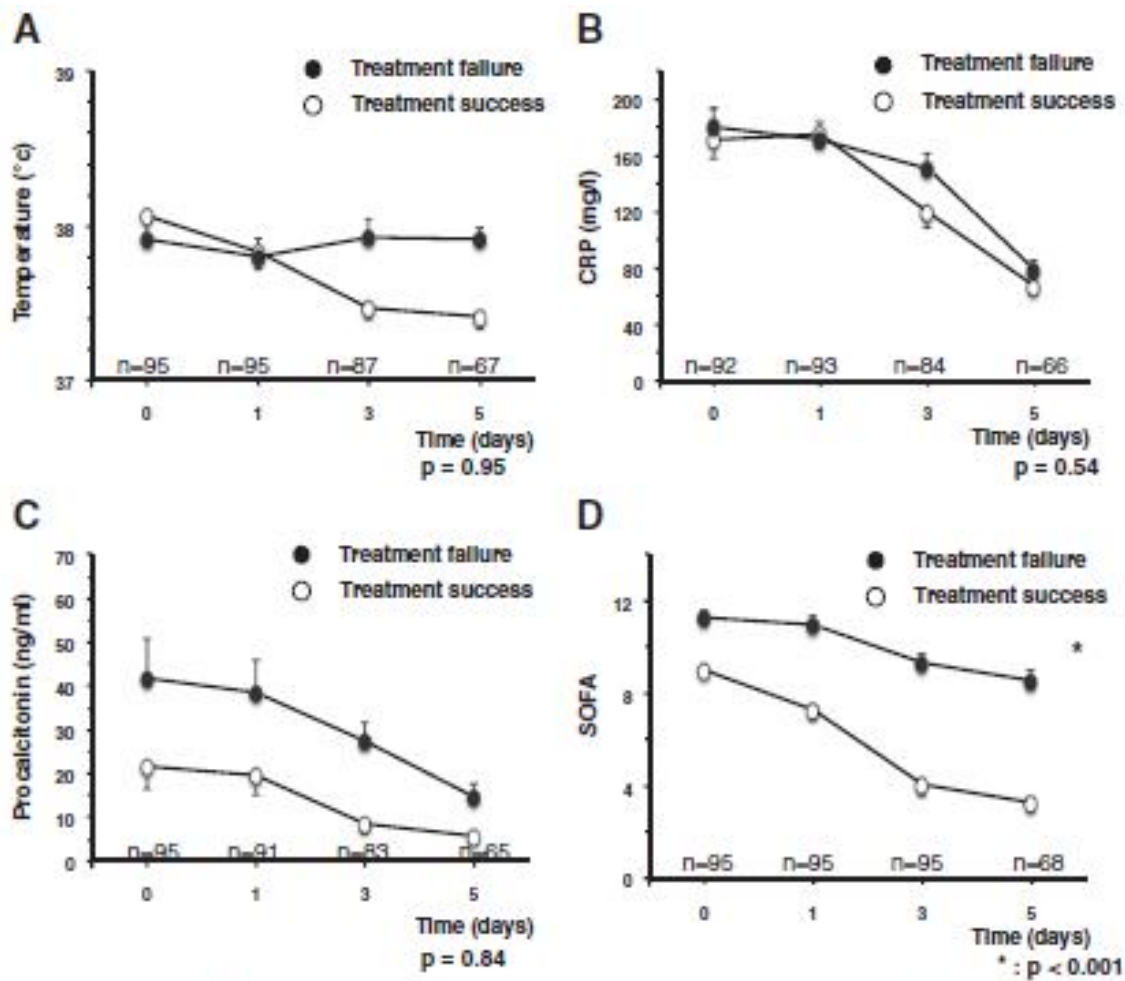 A
Treatment failure
Treatment success
Temperature (°c)
39
38
37
n=95 n=95 n=87 n=67
0 1 3 5
Time (days)
p = 0.95
B
Treatment failure
Treatment success
CRP (mg/l)
200
160
120
80
40
0
n=92 n=93 n=84 n=66
0 1 3 5
Time (days)
p = 0.54
C
Treatment failure
Treatment success
Procalcitonin (ng/ml)
70
60
50
40
30
20
10
0
n=95 n=91 n=83 n=65
0 1 3 5
Time (days)
p = 0.84
D
Treatment failure
Treatment success
SOFA
12
8
4
0
*
n=95 n=95 n=95 n=68
0 1 3 5
Time (days)
* : p < 0.001